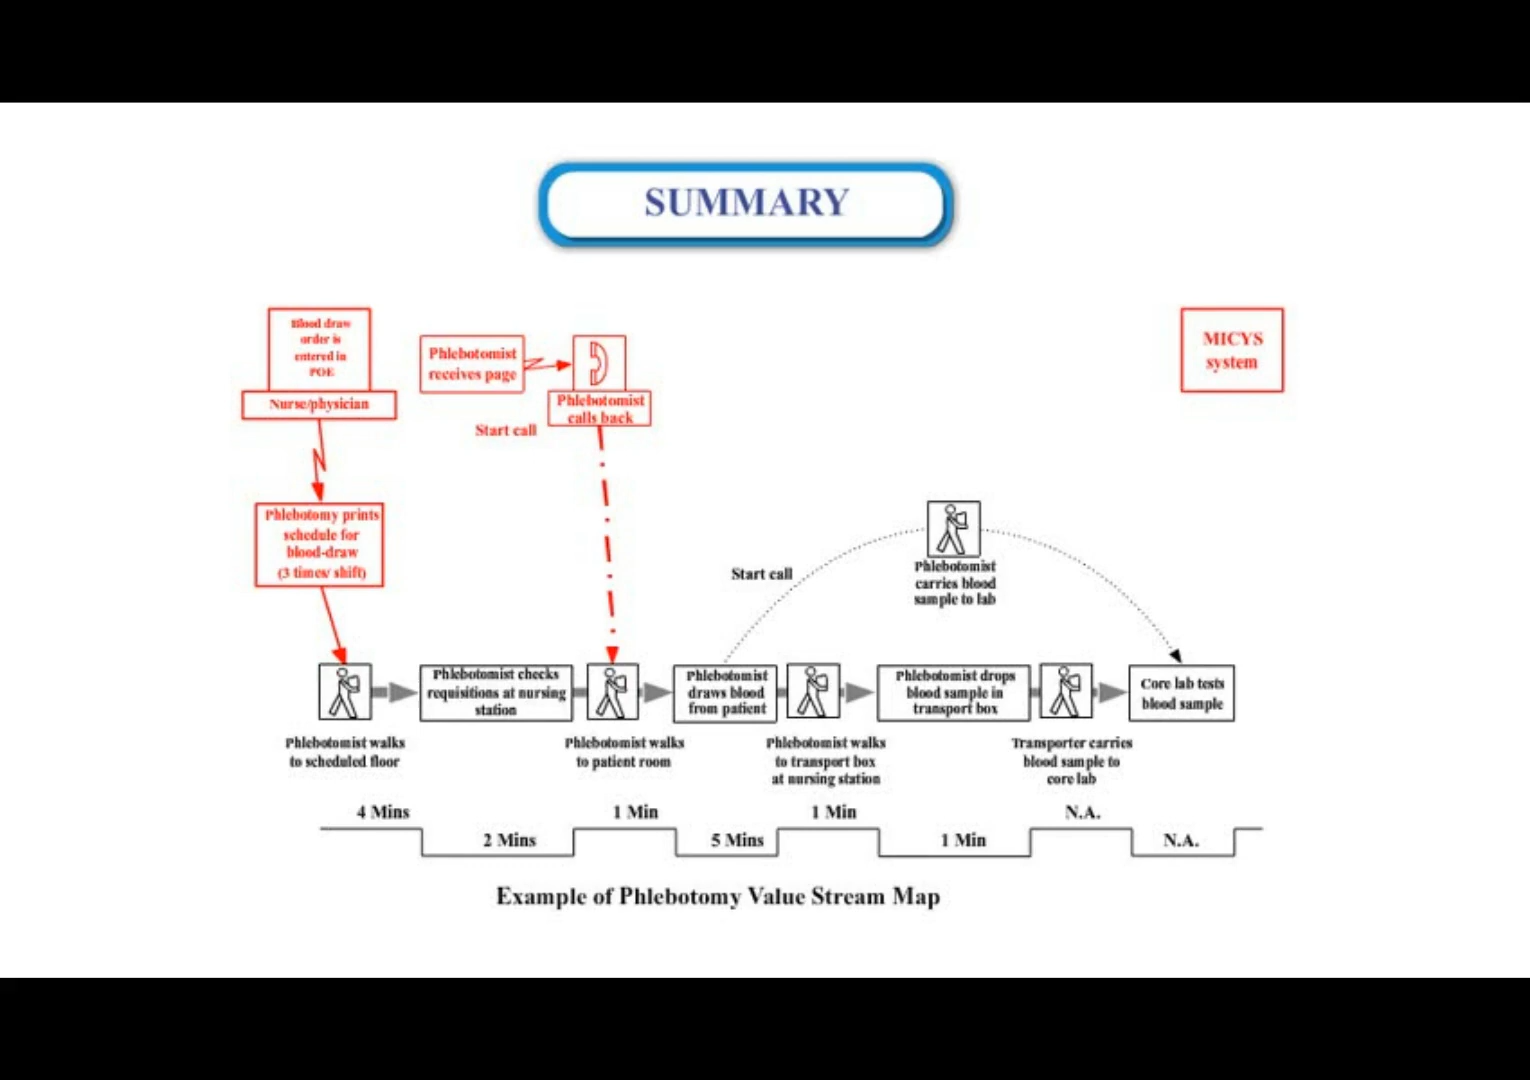 SUMMARY
Blood draw
order is
entered in
POE
Nurse/physician
Phlebotomist
receives page
Phlebotomist
calls back
Start call
MICYS
system
Phlebotomy prints
schedule for
blood-draw
(3 times/ shift)
Start call
Phlebotomist
carries blood
sample to lab
Phlebotomist checks
requisitions at nursing
station
Phlebotomist
draws blood
from patient
Phlebotomist drops
blood sample in
transport box
Core lab tests
blood sample
Phlebotomist walks
to scheduled floor
Phlebotomist walks
to patient room
Phlebotomist walks
to transport box
at nursing station
Transporter carries
blood sample to
core lab
4 Mins
2 Mins
1 Min
5 Mins
1 Min
1 Min
N.A.
N.A.
Example of Phlebotomy Value Stream Map